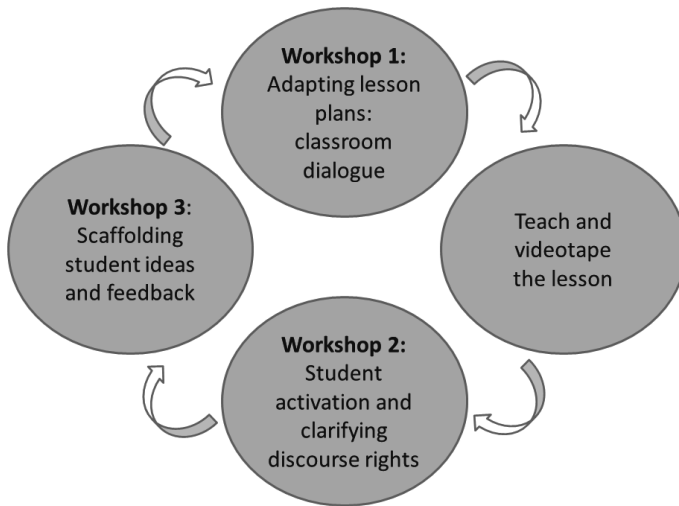 Workshop 1:
Adapting lesson
plans:
classroom
dialogue
Teach and
videotape
the lesson
Workshop 2:
Student
activation and
clarifying
discourse rights
Workshop 3:
Scaffolding
student ideas
and feedback